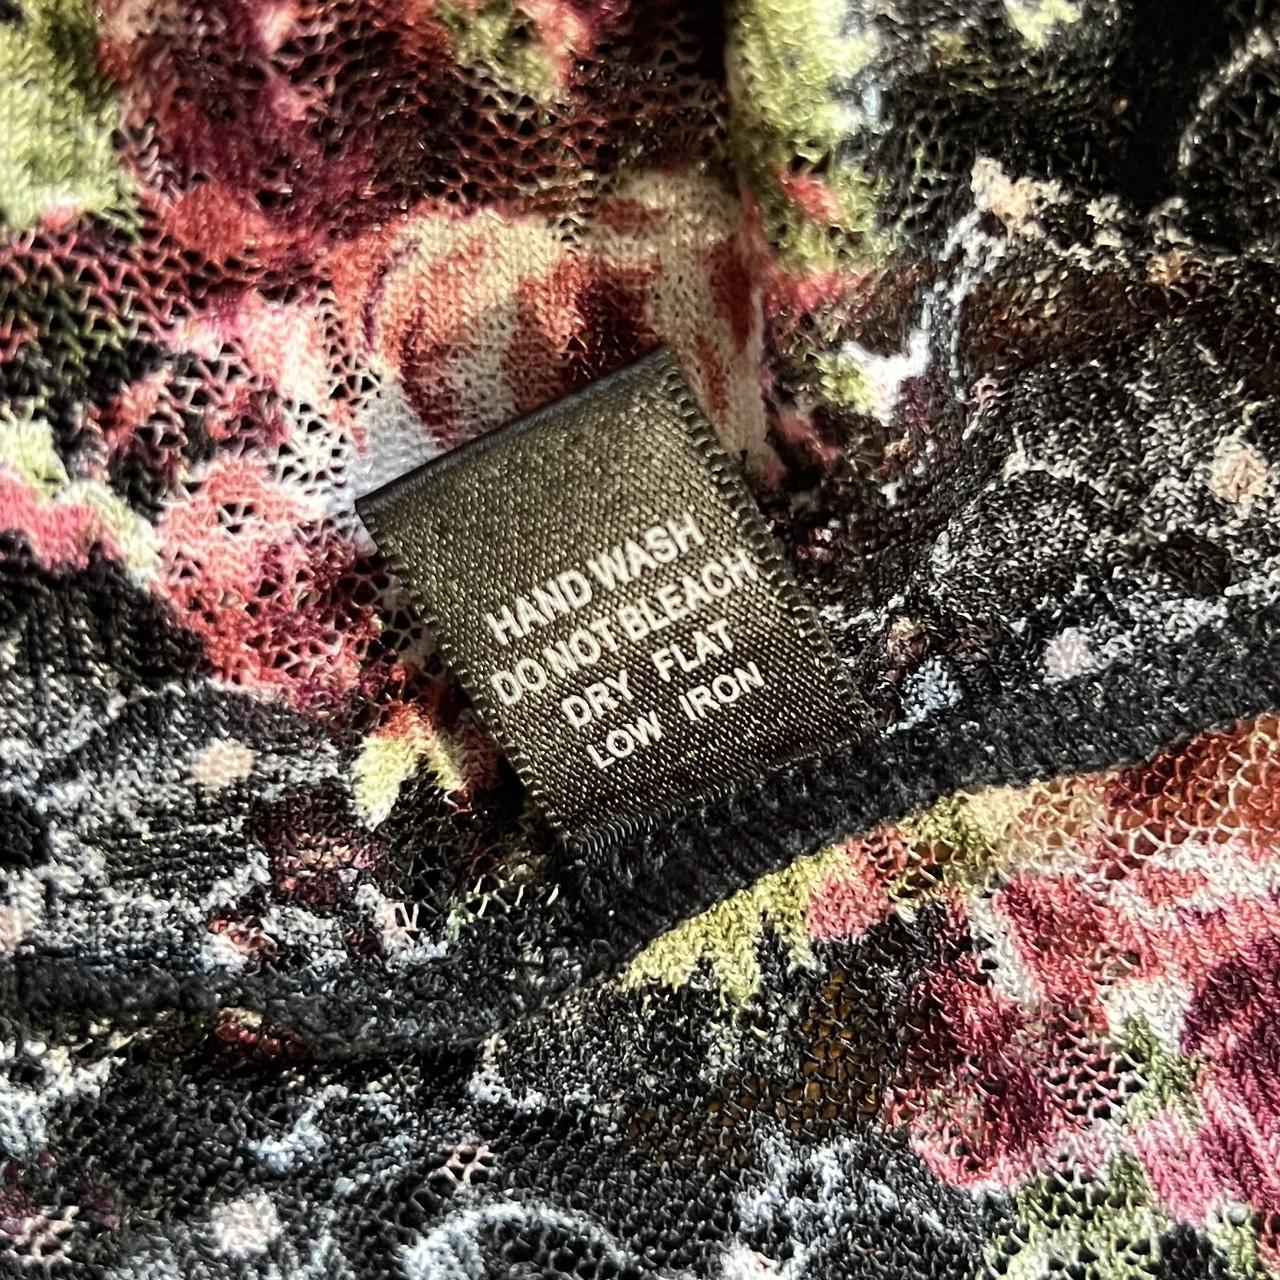 HAND WASH
DO NOT BLEACH
DRY FLAT
LOW IRON